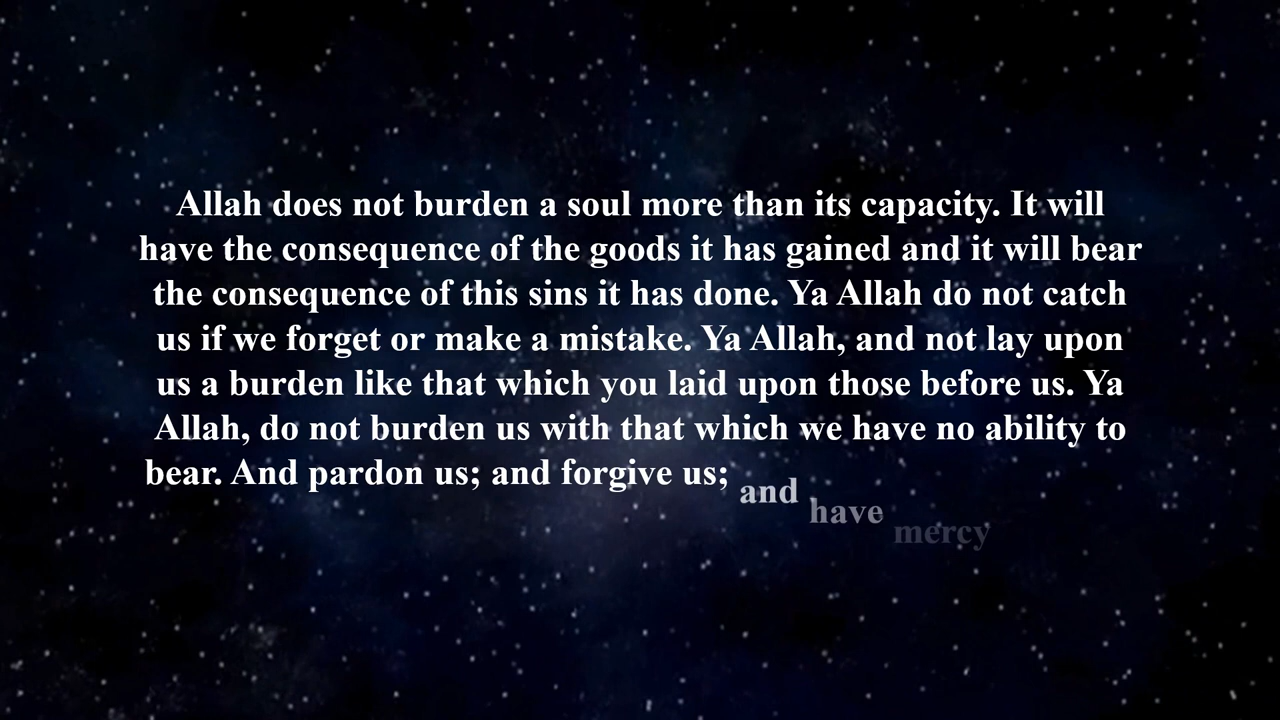 Allah does not burden a soul more than its capacity. It will
have the consequence of the goods it has gained and it will bear
the consequence of this sins it has done. Ya Allah do not catch
us if we forget or make a mistake. Ya Allah, and not lay upon
us a burden like that which you laid upon those before us. Ya
Allah, do not burden us with that which we have no ability to
bear. And pardon us; and forgive us; and have mercy